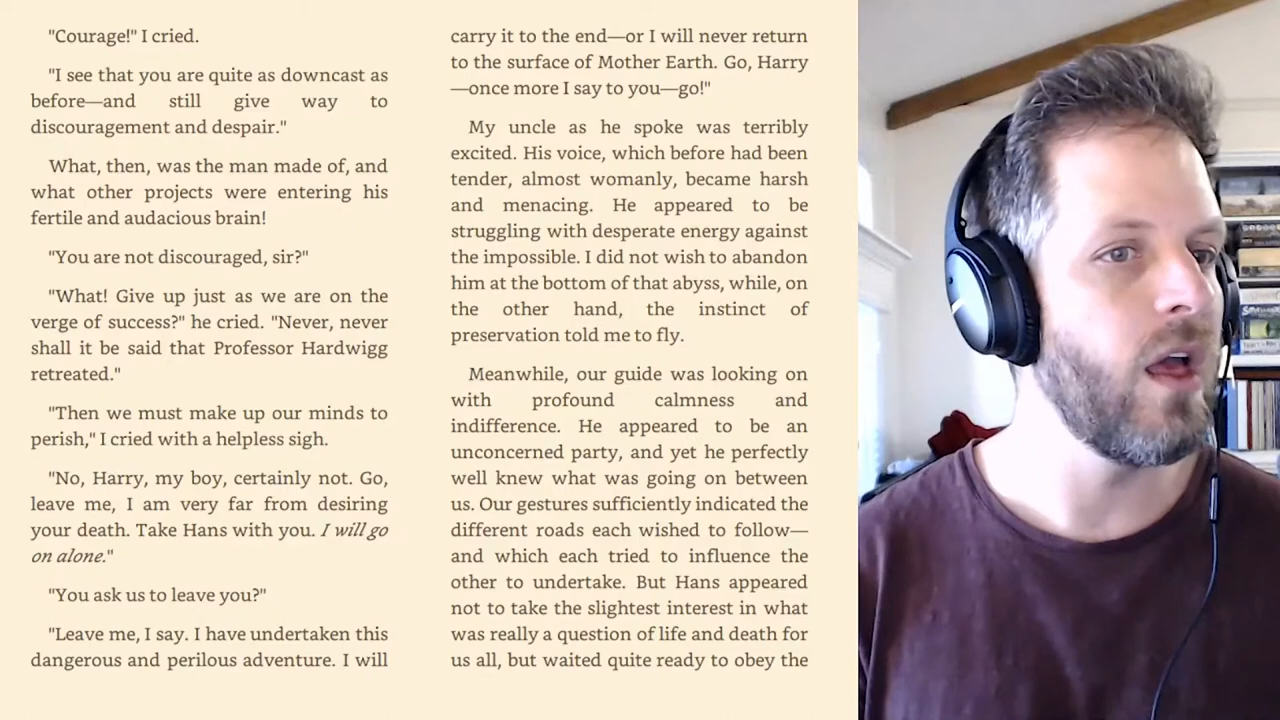 "Courage!" I cried.
"I see that you are quite as downcast as
before—and still give way to
discouragement and despair."
What, then, was the man made of, and
what other projects were entering his
fertile and audacious brain!
"You are not discouraged, sir?"
"What! Give up just as we are on the
verge of success?" he cried. "Never, never
shall it be said that Professor Hardwigg
retreated."
"Then we must make up our minds to
perish," I cried with a helpless sigh.
"No, Harry, my boy, certainly not. Go,
leave me, I am very far from desiring
your death. Take Hans with you. I will go
on alone."
"You ask us to leave you?"
"Leave me, I say. I have undertaken this
dangerous and perilous adventure. I will
carry it to the end—or I will never return
to the surface of Mother Earth. Go, Harry
—once more I say to you—go!"
My uncle as he spoke was terribly
excited. His voice, which before had been
tender, almost womanly, became harsh
and menacing. He appeared to be
struggling with desperate energy against
the impossible. I did not wish to abandon
him at the bottom of that abyss, while, on
the other hand, the instinct of
preservation told me to fly.
Meanwhile, our guide was looking on
with profound calmness and
indifference. He appeared to be an
unconcerned party, and yet he perfectly
well knew what was going on between
us. Our gestures sufficiently indicated the
different roads each wished to follow—
and which each tried to influence the
other to undertake. But Hans appeared
not to take the slightest interest in what
was really a question of life and death for
us all, but waited quite ready to obey the